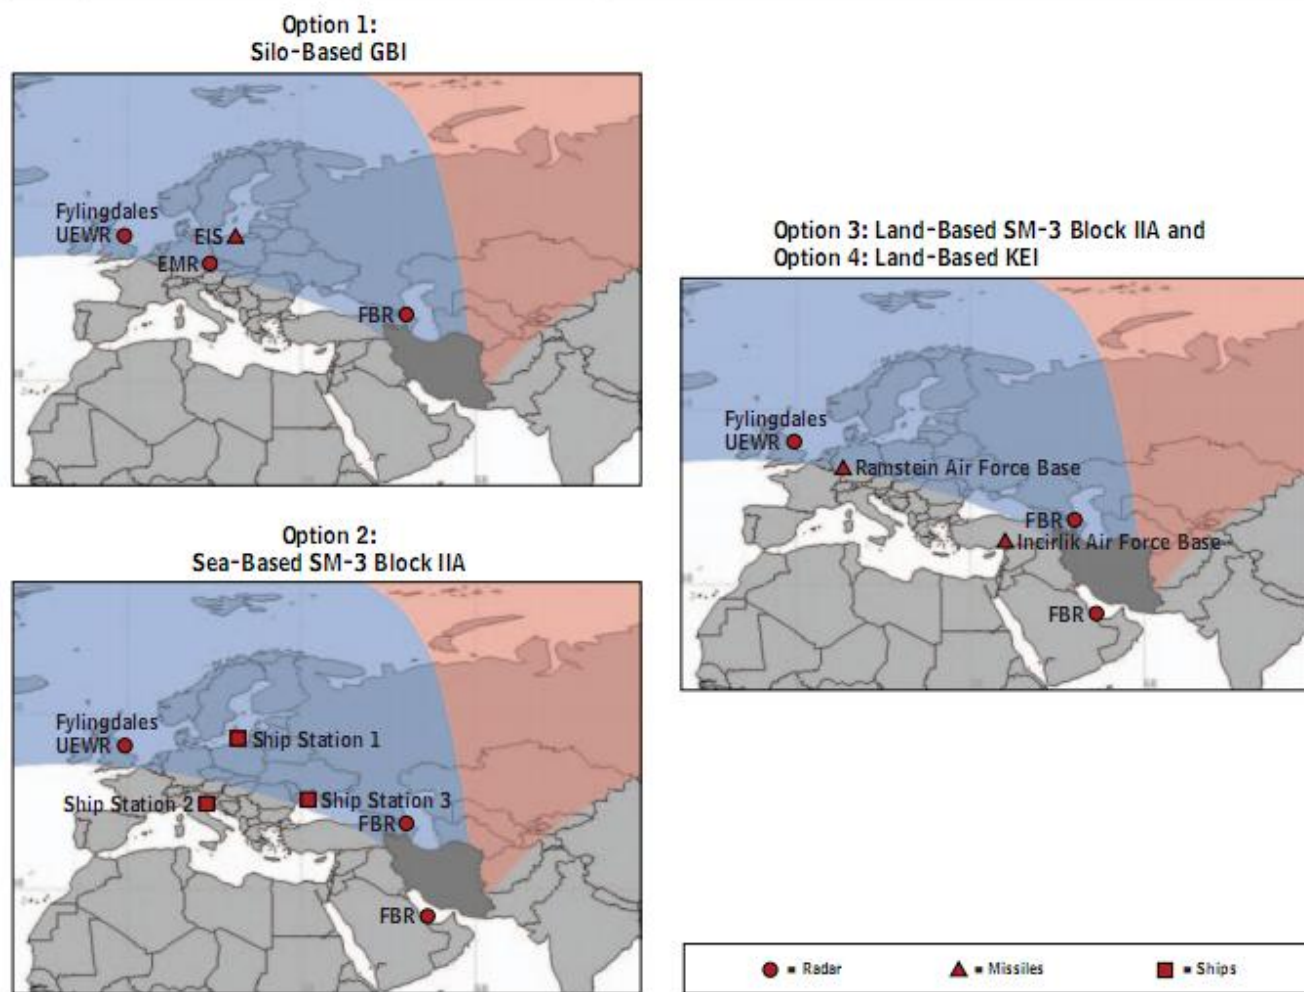 Option 1:
Silo-Based GBI
Fylingdales
UEWR
EIS
EMR
FBR
Option 2:
Sea-Based SM-3 Block IIA
Fylingdales
UEWR
Ship Station 1
Ship Station 2
Ship Station 3
FBR
FBR
Option 3: Land-Based SM-3 Block IIA and
Option 4: Land-Based KEI
Fylingdales
UEWR
Ramstein Air Force Base
FBR
Incirlik Air Force Base
FBR
= Radar
= Missiles
= Ships